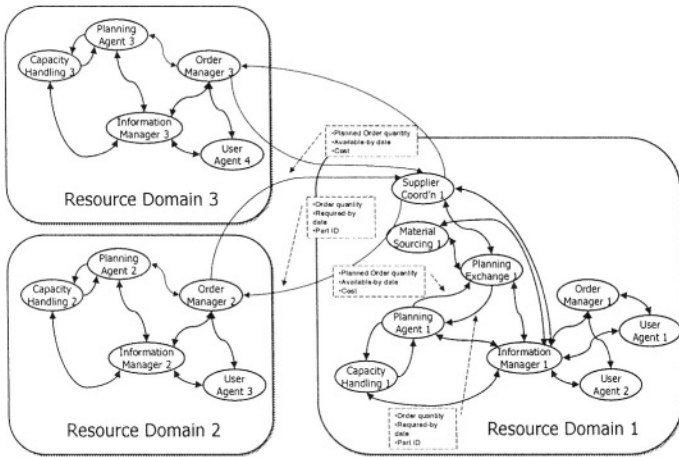 Planning
Agent 3
Capacity
Handling 3
Order
Manager 3
Information
Manager 3
User
Agent 4
Resource Domain 3
•Planned Order quantity
•Available-by date
•Cost
Supplier
Coord'n 1
•Order quantity
•Required-by
date
•Part ID
Material
Sourcing 1
Planning
Agent 2
Capacity
Handling 2
Order
Manager 2
Information
Manager 2
User
Agent 3
Resource Domain 2
•Planned Order quantity
•Available-by date
•Cost
Planning
Exchange 1
Order
Manager 1
Planning
Agent 1
User
Agent 1
Information
Manager 1
Capacity
Handling 1
User
Agent 2
•Order quantity
•Required-by
date
•Part ID
Resource Domain 1